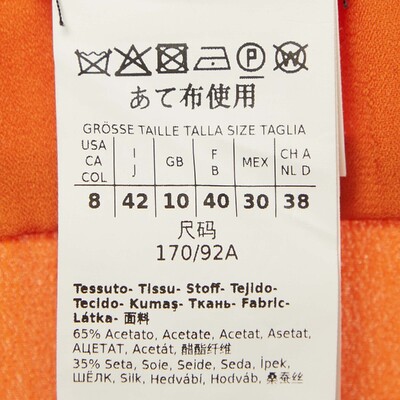 P W
あて布使用
GRÖSSE TAILLE TALLA SIZE TAGLIA
USA CA COL | I J | GB | F B | MEX | CH A NL D
8 | 42 | 10 | 40 | 30 | 38
尺码
170/92A
Tessuto- Tissu- Stoff- Tejido-
Tecido- Kumaş- Ткань- Fabric-
Látka- 面料
65% Acetato, Acetate, Acetat, Asetat,
АЦЕТАТ, Acetát, 醋酯纤维
35% Seta, Soie, Seide, Seda, İpek,
ШЁЛК, Silk, Hedvábí, Hodváb, 桑蚕丝